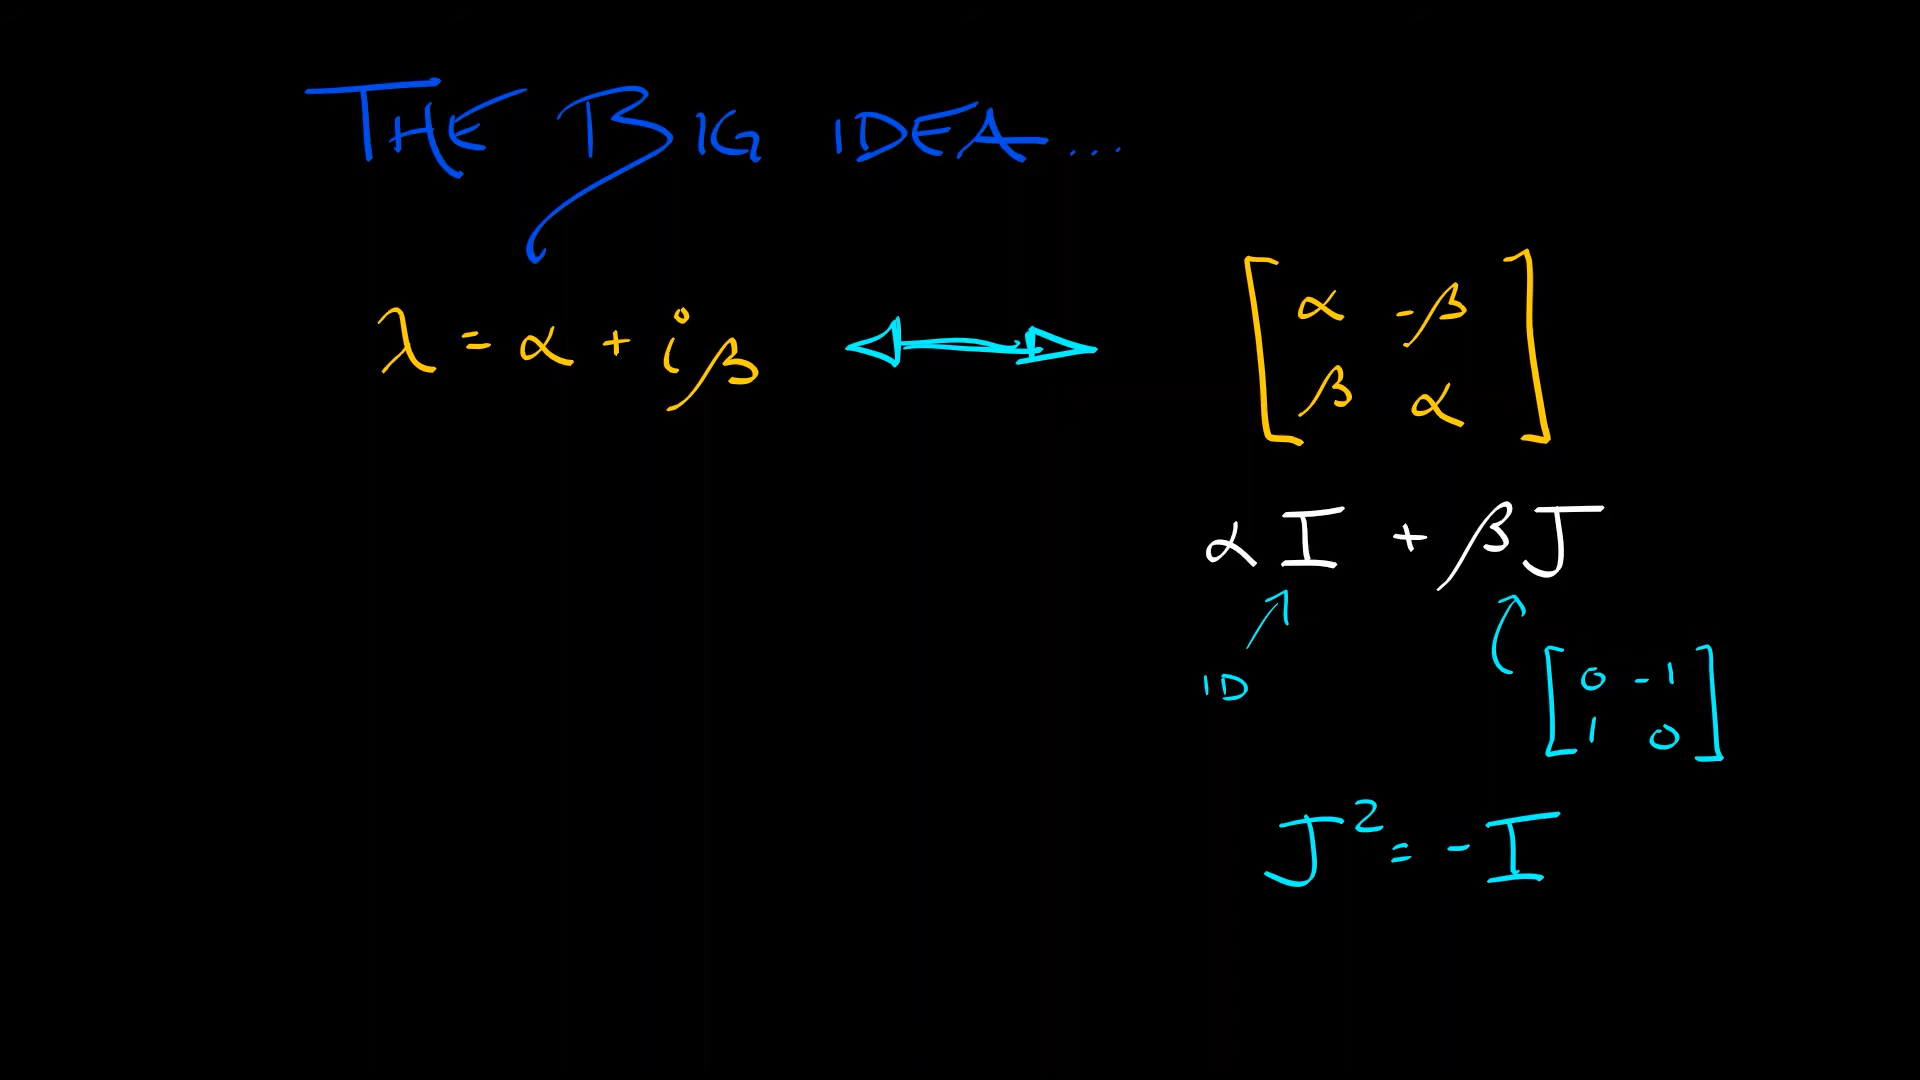 THE BIG IDEA...
λ = α + iβ
[ α -β
β α ]
αI + βJ
ID
[ 0 -1
1 0 ]
J² = -I